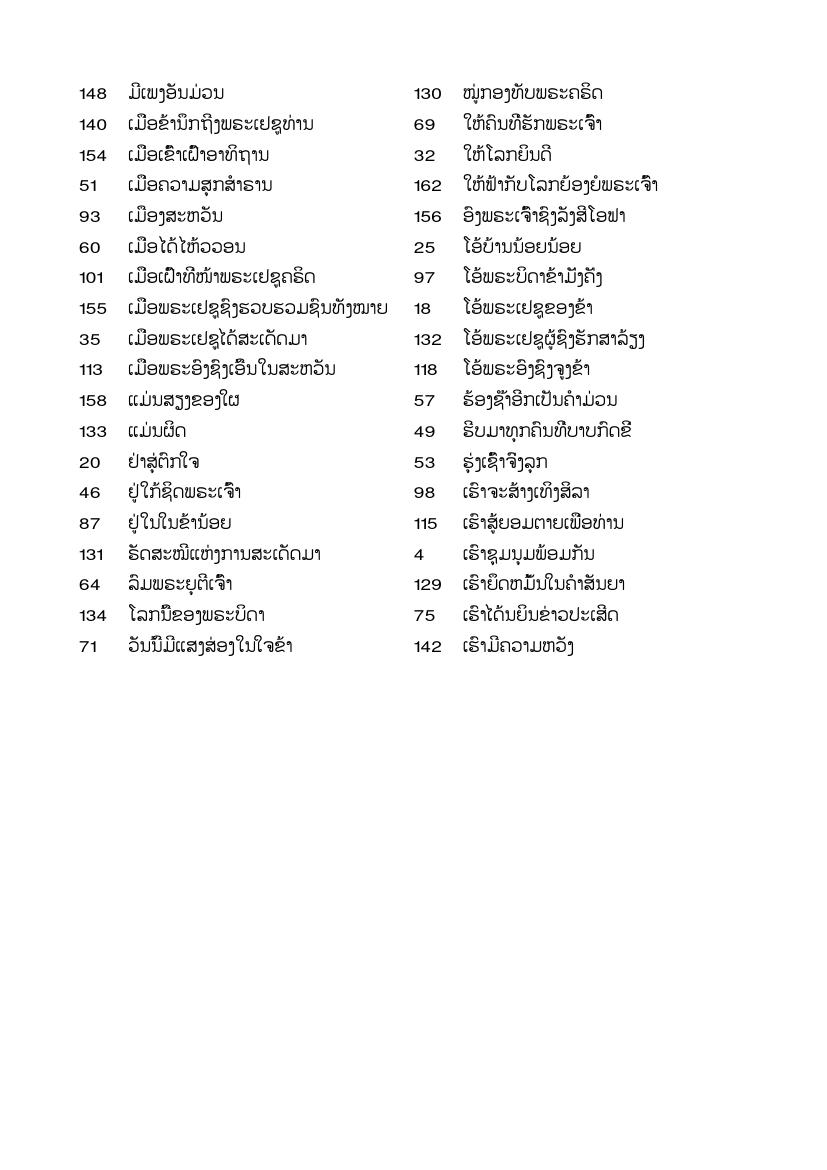 148 ມີເພງອັນມ່ວນ
140 ເມື່ອຂ້ານຶກເຖິງພຣະເຢຊູທ່ານ
154 ເມື່ອເຂົ້າເຝົ້າອາທິຖານ
51 ເມື່ອຄວາມສຸກສຳຣານ
93 ເມືອງສະຫວັນ
60 ເມື່ອໄດ້ໄຫ້ວວອນ
101 ເມື່ອເຝົ້າທີ່ໜ້າພຣະເຢຊູຄຣິດ
155 ເມື່ອພຣະເຢຊູຊົງຮວບຮວມຊົນທັງໝາຍ
35 ເມື່ອພຣະເຢຊູໄດ້ສະເດັດມາ
113 ເມື່ອພຣະອົງຊົງເອີ້ນໃນສະຫວັນ
158 ແມ່ນສຽງຂອງໃຜ
133 ແມ່ນຜິດ
20 ຢ່າສຸ່ຕົກໃຈ
46 ຢູ່ໃກ້ຊິດພຣະເຈົ້າ
87 ຢູ່ໃນໃນຂ້ານ້ອຍ
131 ຣັດສະໝີແຫ່ງການສະເດັດມາ
64 ລົມພຣະຍຸຕີເຈົ້າ
134 ໂລກນີ້ຂອງພຣະບິດາ
71 ວັນນີ້ມີແສງສ່ອງໃນໃຈຂ້າ
130 ໝູ່ກອງທັບພຣະຄຣິດ
69 ໃຫ້ຄົນທີ່ຮັກພຣະເຈົ້າ
32 ໃຫ້ໂລກຍິນດີ
162 ໃຫ້ຟ້າກັບໂລກຍ້ອງຍໍພຣະເຈົ້າ
156 ອົງພຣະເຈົ້າຊົງລັງສີໂອຟາ
25 ໂອ້ບ້ານນ້ອຍນ້ອຍ
97 ໂອ້ພຣະບິດາຂ້າມັ່ງຄັ່ງ
18 ໂອ້ພຣະເຢຊູຂອງຂ້າ
132 ໂອ້ພຣະເຢຊູຜູ້ຊົງຮັກສາລ້ຽງ
118 ໂອ້ພຣະອົງຊົງຈູງຂ້າ
57 ຮ້ອງຊ້ຳອີກເປັນຄຳມ່ວນ
49 ຮີບມາທຸກຄົນທີ່ບາບກົດຂີ່
53 ຮຸ່ງເຊົ້າຈົ່ງລຸກ
98 ເຮົາຈະສ້າງເທິງສິລາ
115 ເຮົາສູ້ຍອມຕາຍເພື່ອທ່ານ
4 ເຮົາຊຸມນຸມພ້ອມກັນ
129 ເຮົາຍຶດຫມັ້ນໃນຄຳສັນຍາ
75 ເຮົາໄດ້ນຍິນຂ່າວປະເສີດ
142 ເຮົາມີຄວາມຫວັງ